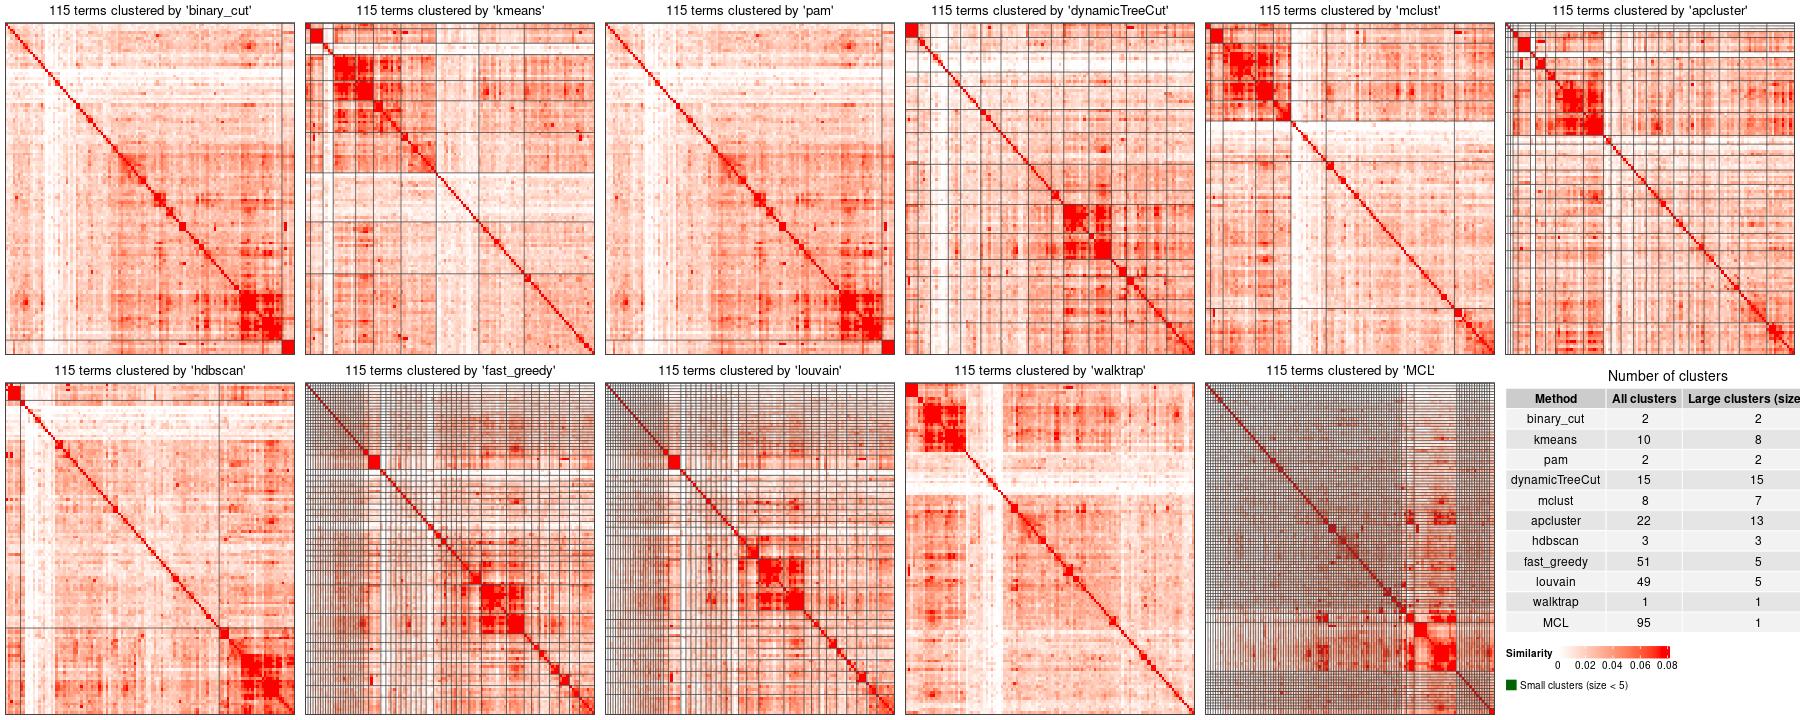 115 terms clustered by 'binary_cut'
115 terms clustered by 'kmeans'
115 terms clustered by 'pam'
115 terms clustered by 'dynamicTreeCut'
115 terms clustered by 'mclust'
115 terms clustered by 'apcluster'
115 terms clustered by 'hdbscan'
115 terms clustered by 'fast_greedy'
115 terms clustered by 'louvain'
115 terms clustered by 'walktrap'
115 terms clustered by 'MCL'
Number of clusters
Method All clusters Large clusters (size
binary_cut 2 2
kmeans 10 8
pam 2 2
dynamicTreeCut 15 15
mclust 8 7
apcluster 22 13
hdbscan 3 3
fast_greedy 51 5
louvain 49 5
walktrap 1 1
MCL 95 1
Similarity
0 0.02 0.04 0.06 0.08
Small clusters (size < 5)